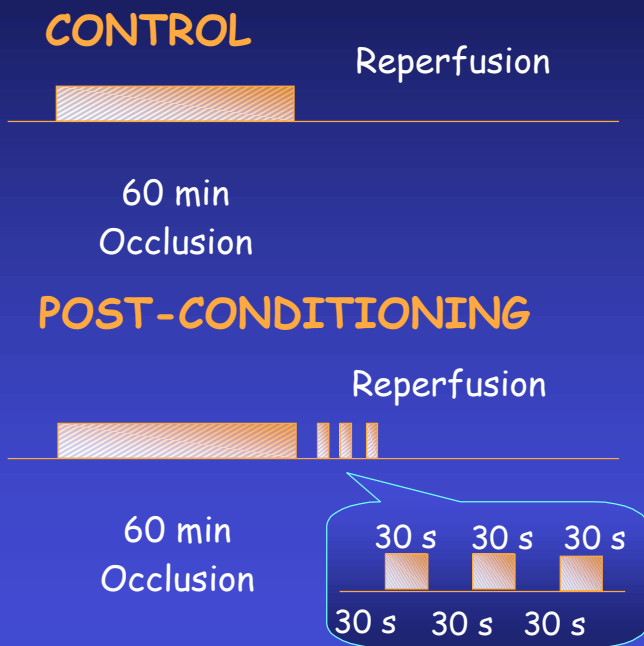 CONTROL
Reperfusion
60 min
Occlusion
POST-CONDITIONING
Reperfusion
60 min
Occlusion
30 s 30 s 30 s
30 s 30 s 30 s